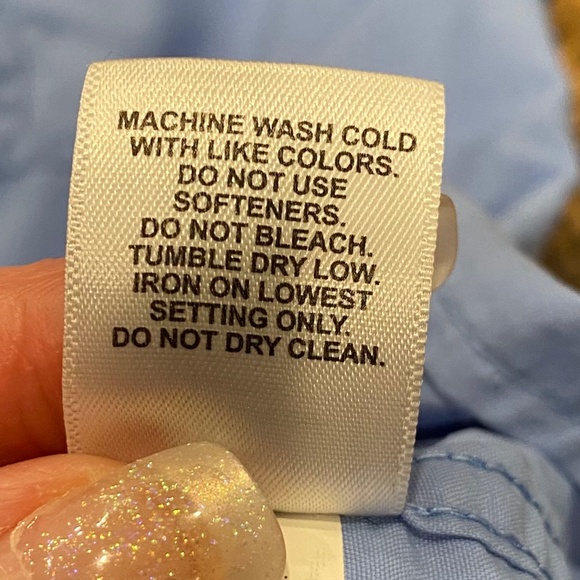 MACHINE WASH COLD
WITH LIKE COLORS.
DO NOT USE
SOFTENERS.
DO NOT BLEACH.
TUMBLE DRY LOW.
IRON ON LOWEST
SETTING ONLY.
DO NOT DRY CLEAN.